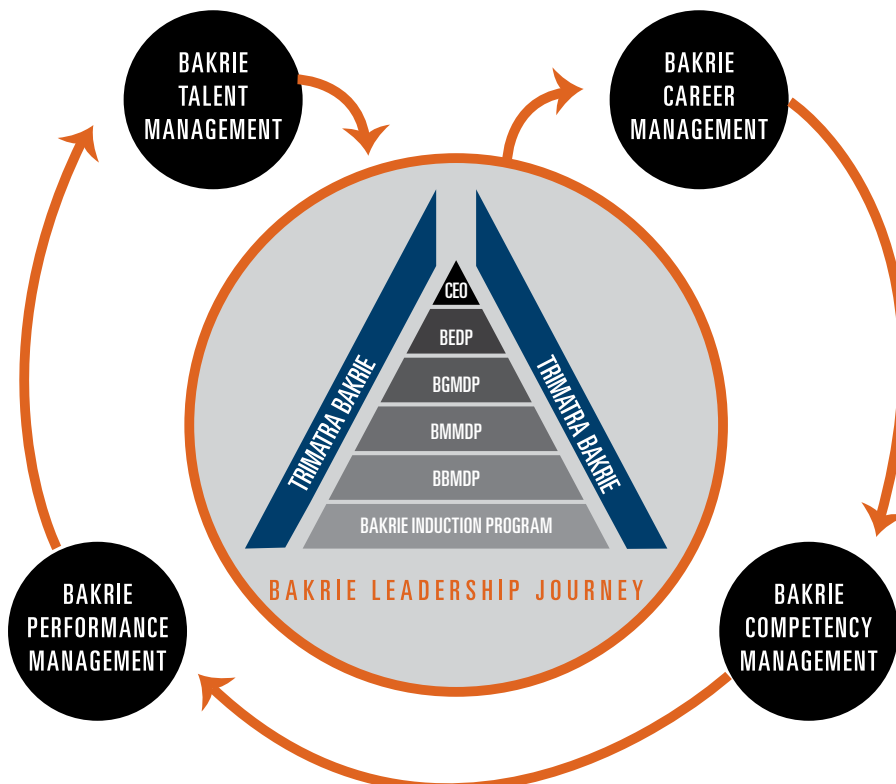 BAKRIE
TALENT
MANAGEMENT
BAKRIE
CAREER
MANAGEMENT
TRIMATRA BAKRIE
TRIMATRA BAKRIE
CEO
BEDP
BGMDP
BMMDP
BBMDP
BAKRIE INDUCTION PROGRAM
BAKRIE LEADERSHIP JOURNEY
BAKRIE
PERFORMANCE
MANAGEMENT
BAKRIE
COMPETENCY
MANAGEMENT